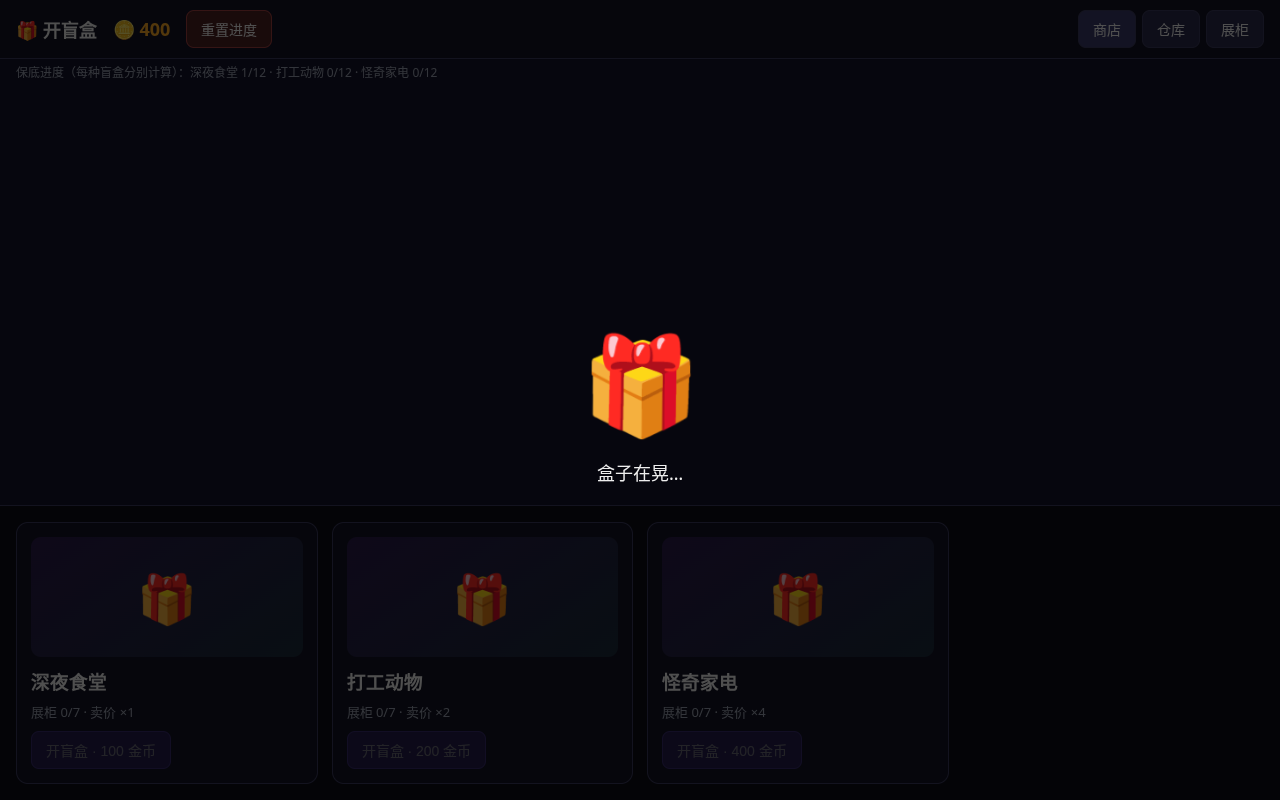 开盲盒 400 重置进度 商店 仓库 展柜
保底进度（每种盲盒分别计算）：深夜食堂 1/12 · 打工动物 0/12 · 怪奇家电 0/12
盒子在晃...
深夜食堂
展柜 0/7 · 卖价 ×1
开盲盒 · 100 金币
打工动物
展柜 0/7 · 卖价 ×2
开盲盒 · 200 金币
怪奇家电
展柜 0/7 · 卖价 ×4
开盲盒 · 400 金币